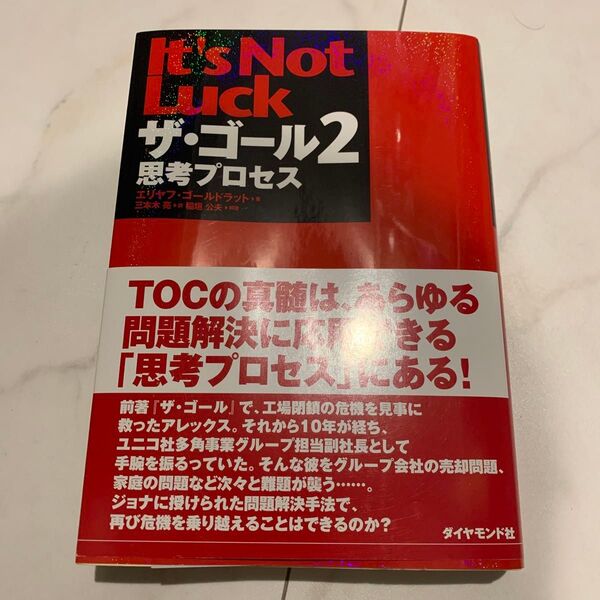 It's Not
Luck
ザ・ゴール2
思考プロセス
エリヤフ・ゴールドラット・著
三本木 亮・訳 稲垣 公夫・解説
TOCの真髄は、あらゆる
問題解決に応用できる
「思考プロセス」にある!
前著『ザ・ゴール』で、工場閉鎖の危機を見事に
救ったアレックス。それから10年が経ち、
ユニコ社多角事業グループ担当副社長として
手腕を振るっていた。そんな彼をグループ会社の売却問題、
家庭の問題など次々と難題が襲う……。
ジョナに授けられた問題解決手法で、
再び危機を乗り越えることはできるのか?
ダイヤモンド社